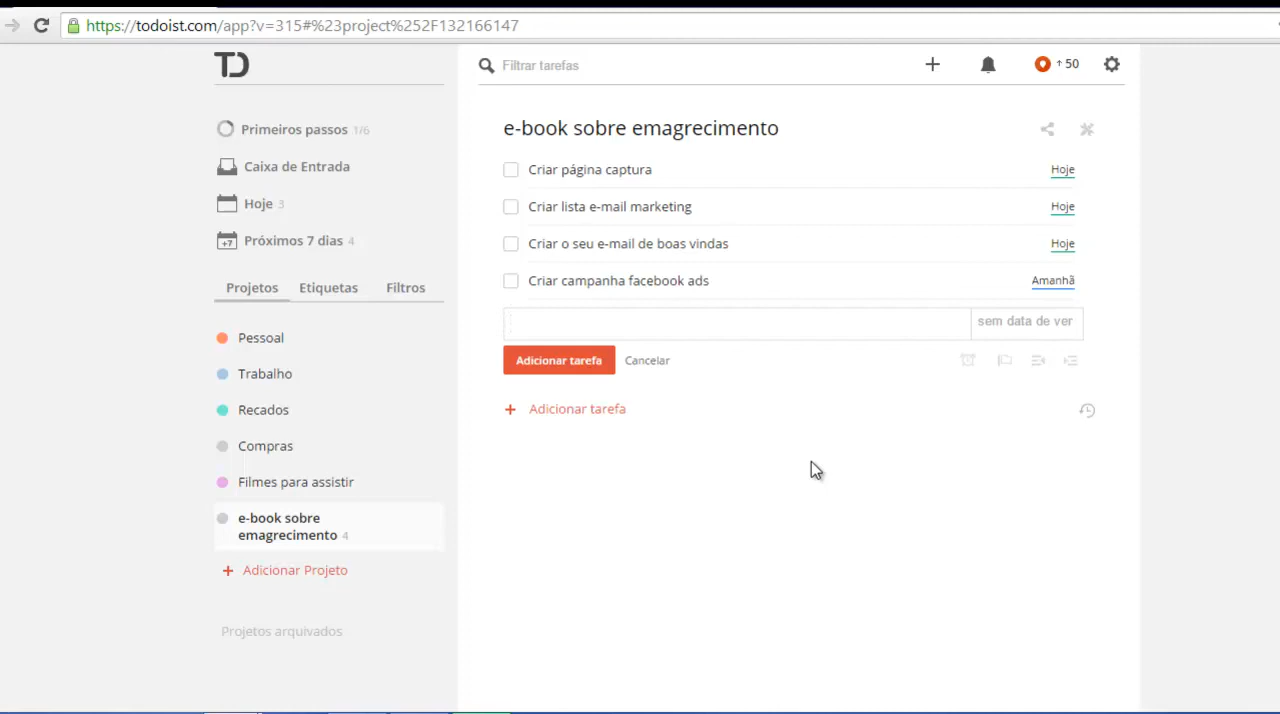 https://todoist.com/app?v=315#%23project%252F132166147
TD
Filtrar tarefas
↑ 50
Primeiros passos 1/6
Caixa de Entrada
Hoje 3
+7 Próximos 7 dias 4
Projetos Etiquetas Filtros
Pessoal
Trabalho
Recados
Compras
Filmes para assistir
e-book sobre
emagrecimento 4
+ Adicionar Projeto
Projetos arquivados
e-book sobre emagrecimento
Criar página captura Hoje
Criar lista e-mail marketing Hoje
Criar o seu e-mail de boas vindas Hoje
Criar campanha facebook ads Amanhã
sem data de ver
Adicionar tarefa Cancelar
+ Adicionar tarefa